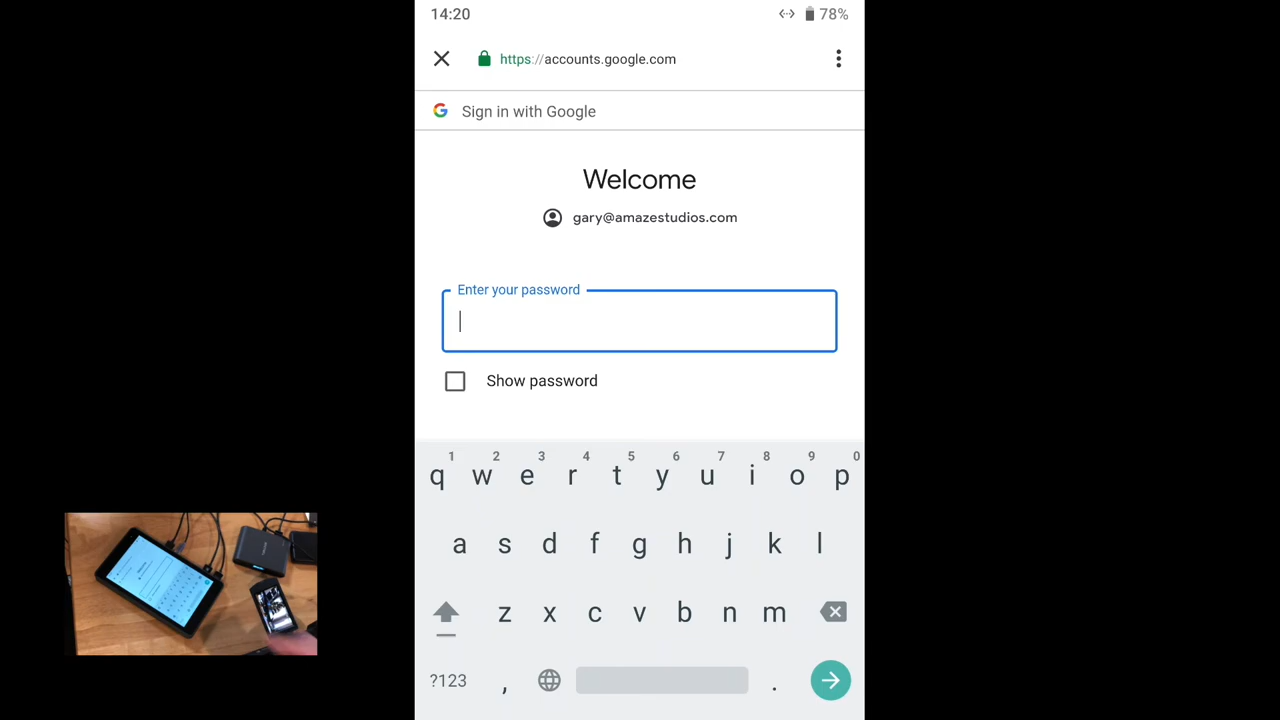 14:20 78%
https://accounts.google.com
G Sign in with Google
Welcome
gary@amazestudios.com
Enter your password
Show password
1 2 3 4 5 6 7 8 9 0
q w e r t y u i o p
a s d f g h j k l
z x c v b n m
?123 , .